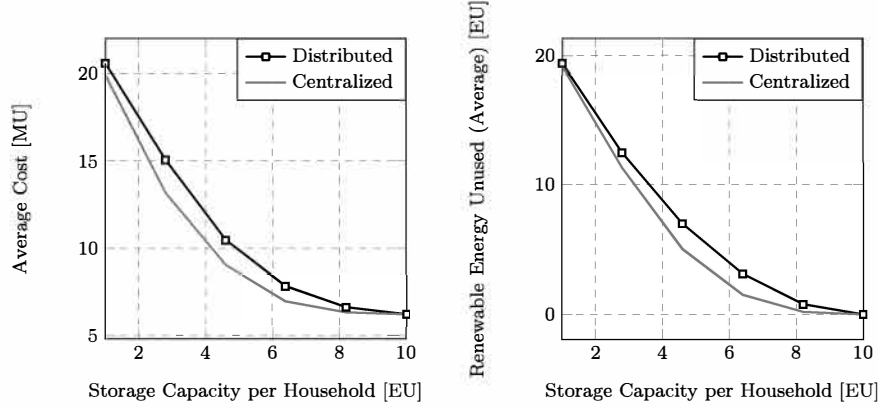 Average Cost [MU]
20
15
10
5
2
4
6
8
10
Storage Capacity per Household [EU]
Distributed
Centralized
Renewable Energy Unused (Average) [EU]
20
10
0
2
4
6
8
10
Storage Capacity per Household [EU]
Distributed
Centralized